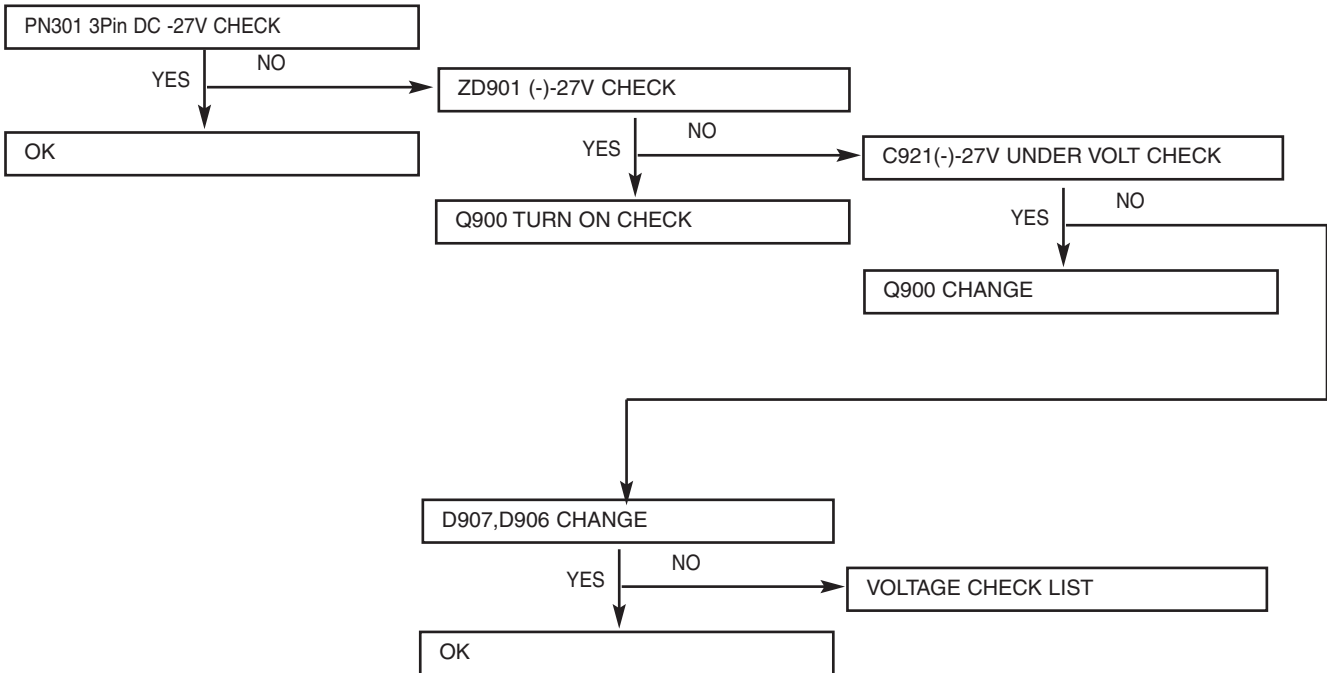 PN301 3Pin DC -27V CHECK
YES
NO
ZD901 (-)-27V CHECK
OK
YES
NO
C921(-)-27V UNDER VOLT CHECK
Q900 TURN ON CHECK
YES
NO
Q900 CHANGE
D907,D906 CHANGE
YES
NO
VOLTAGE CHECK LIST
OK